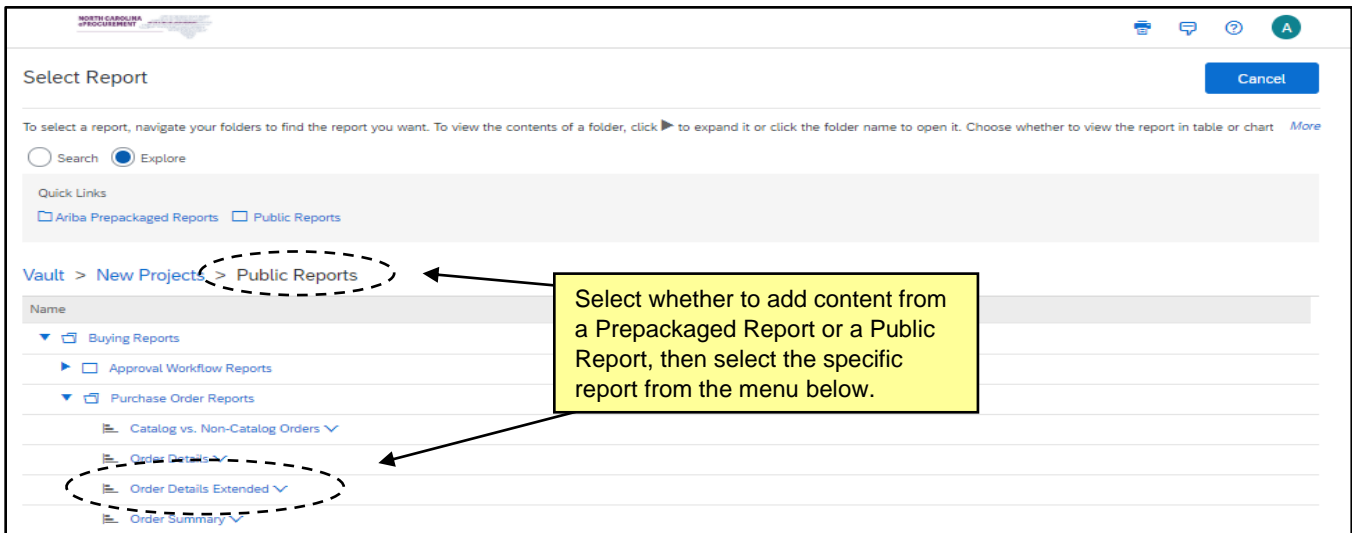 NORTH CAROLINA
ePROCUREMENT
A
Select Report
Cancel
To select a report, navigate your folders to find the report you want. To view the contents of a folder, click ▶ to expand it or click the folder name to open it. Choose whether to view the report in table or chart More
Search Explore
Quick Links
Ariba Prepackaged Reports Public Reports
Vault > New Projects > Public Reports
Name
Buying Reports
Approval Workflow Reports
Purchase Order Reports
Catalog vs. Non-Catalog Orders
Order Details
Order Details Extended
Order Summary
Select whether to add content from
a Prepackaged Report or a Public
Report, then select the specific
report from the menu below.